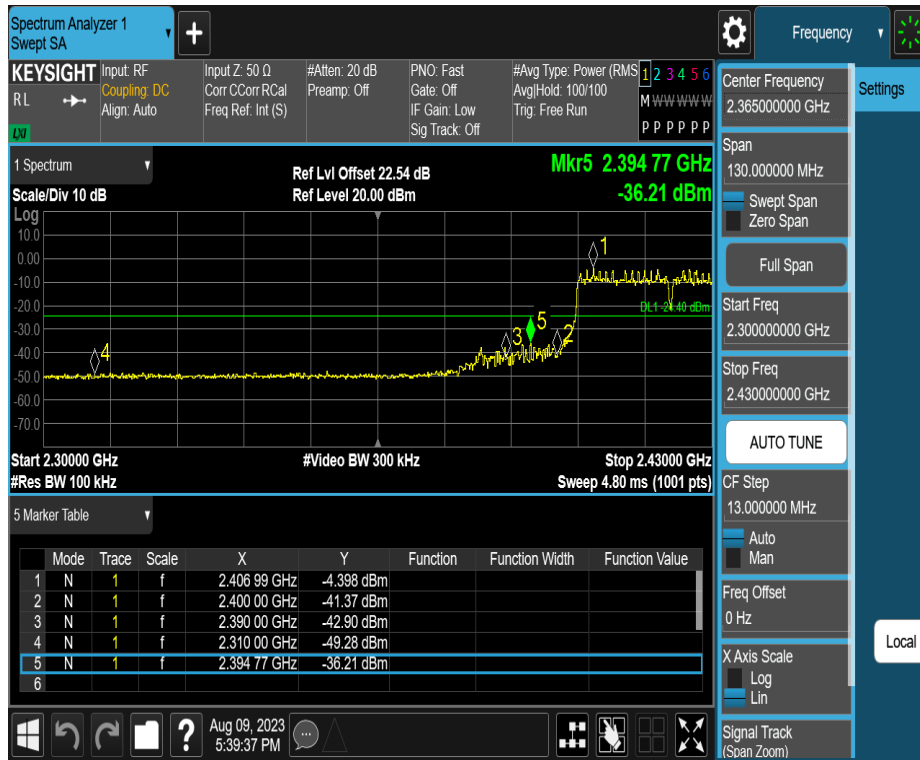 Spectrum Analyzer 1
Swept SA
+
Frequency
KEYSIGHT
RL
LXI
Input: RF
Coupling: DC
Align: Auto
Input Z: 50 Ω
Corr CCorr RCal
Freq Ref: Int (S)
#Atten: 20 dB
Preamp: Off
PNO: Fast
Gate: Off
IF Gain: Low
Sig Track: Off
#Avg Type: Power (RMS
Avg|Hold: 100/100
Trig: Free Run
1 2 3 4 5 6
M W W W W W
P P P P P P
1 Spectrum
Scale/Div 10 dB
Ref Lvl Offset 22.54 dB
Ref Level 20.00 dBm
Mkr5 2.394 77 GHz
-36.21 dBm
Log
10.0
0.00
-10.0
-20.0
-30.0
-40.0
-50.0
-60.0
-70.0
1
2
3
4
5
Start 2.30000 GHz
#Video BW 300 kHz
Stop 2.43000 GHz
#Res BW 100 kHz
Sweep 4.80 ms (1001 pts)
5 Marker Table
Mode Trace Scale X Y Function Function Width Function Value
1 N 1 f 2.406 99 GHz -4.398 dBm
2 N 1 f 2.400 00 GHz -41.37 dBm
3 N 1 f 2.390 00 GHz -42.90 dBm
4 N 1 f 2.310 00 GHz -49.28 dBm
5 N 1 f 2.394 77 GHz -36.21 dBm
6
?
Aug 09, 2023
5:39:37 PM
Center Frequency
2.365000000 GHz
Span
130.000000 MHz
Swept Span
Zero Span
Full Span
Start Freq
2.300000000 GHz
Stop Freq
2.430000000 GHz
AUTO TUNE
CF Step
13.000000 MHz
Auto
Man
Freq Offset
0 Hz
X Axis Scale
Log
Lin
Signal Track
(Span Zoom)
Settings
Local